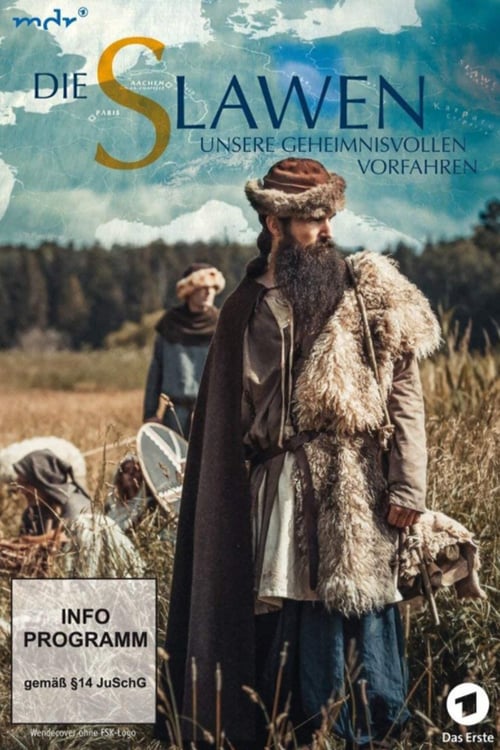 mdr
DIE SLAWEN
UNSERE GEHEIMNISVOLLEN
VORFAHREN
AACHEN
PARIS
INFO
PROGRAMM
gemäß §14 JuSchG
Wendecover ohne FSK-Logo
1
Das Erste